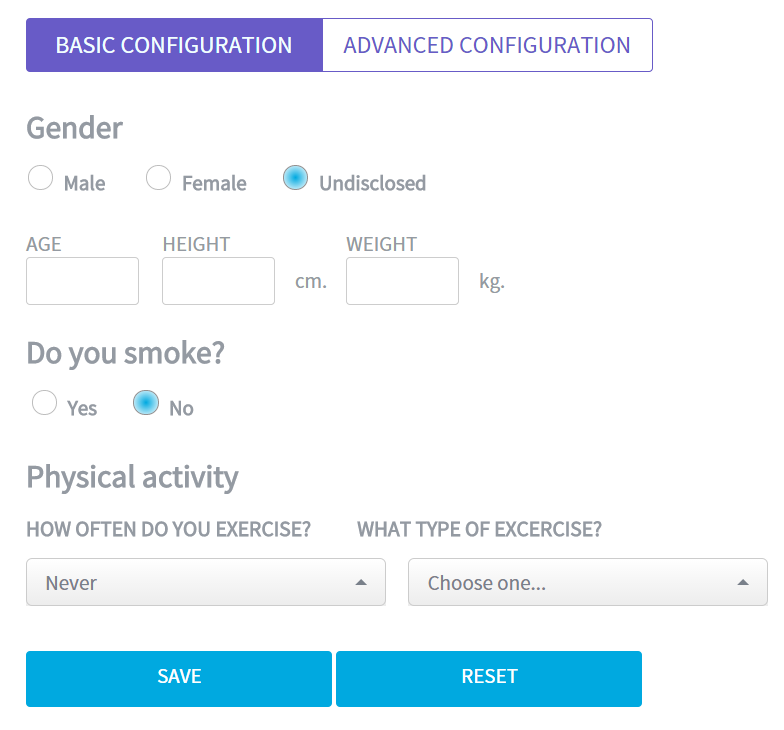 BASIC CONFIGURATION ADVANCED CONFIGURATION
Gender
Male Female Undisclosed
AGE HEIGHT WEIGHT
cm. kg.
Do you smoke?
Yes No
Physical activity
HOW OFTEN DO YOU EXERCISE? WHAT TYPE OF EXCERCISE?
Never Choose one...
SAVE RESET